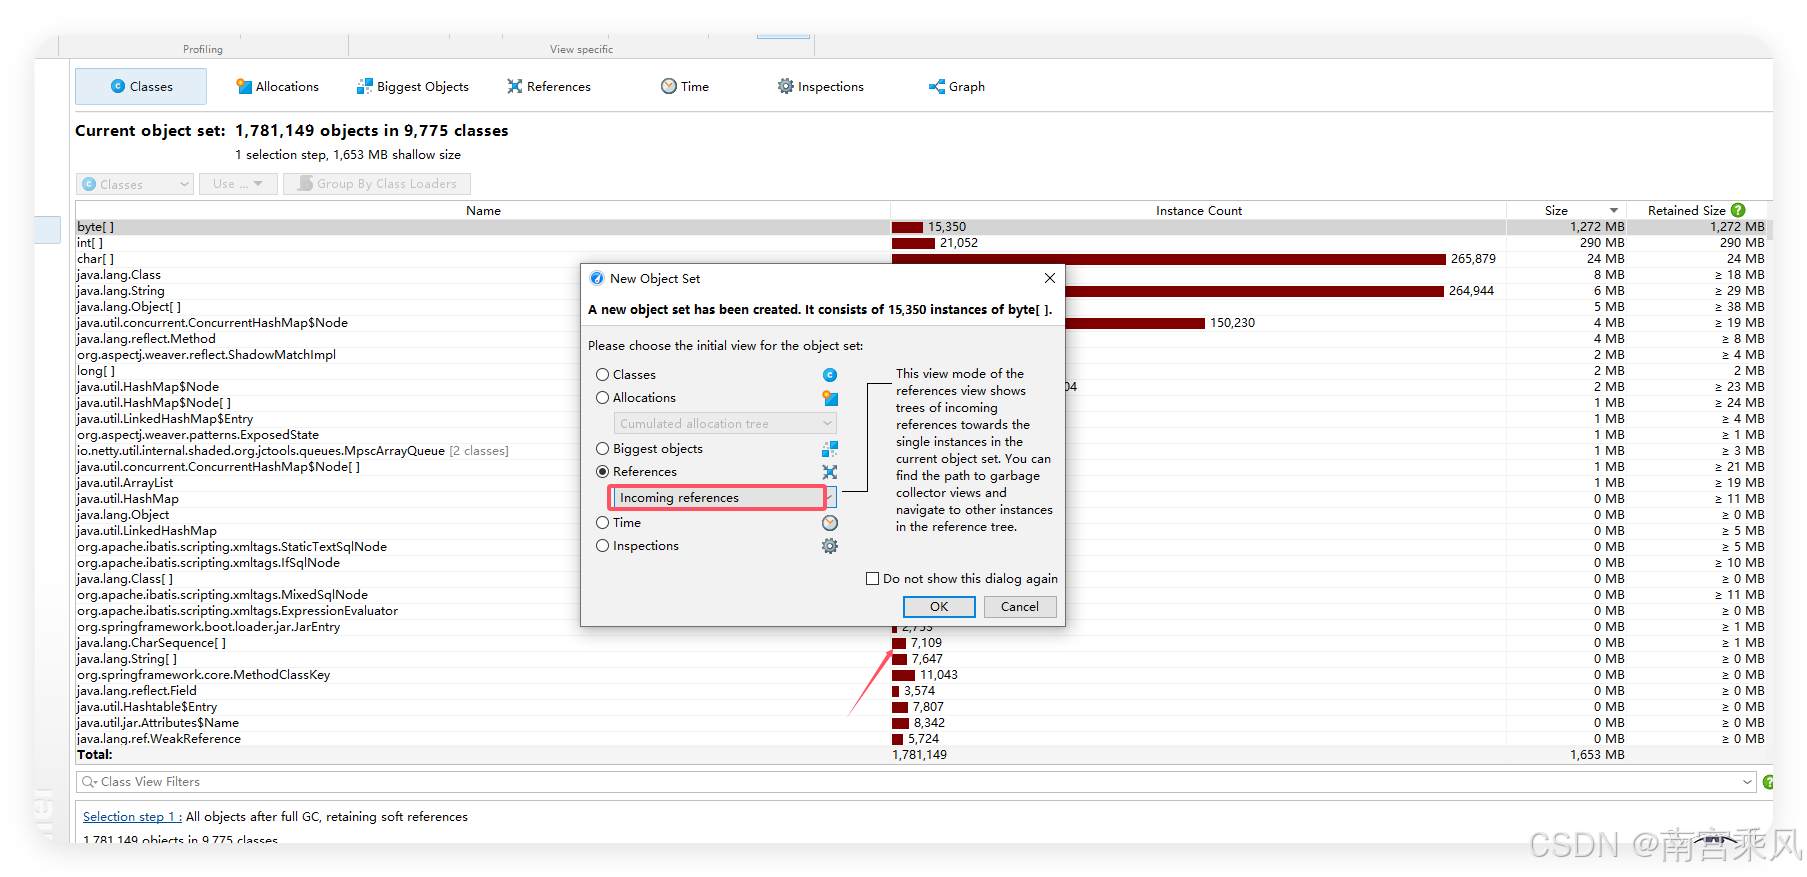 Profiling
View specific
Classes
Allocations
Biggest Objects
References
Time
Inspections
Graph
Current object set: 1,781,149 objects in 9,775 classes
1 selection step, 1,653 MB shallow size
Classes
Use ...
Group By Class Loaders
Name Instance Count Size Retained Size
byte[ ] 15,350 1,272 MB 1,272 MB
int[ ] 21,052 290 MB 290 MB
char[ ] 265,879 24 MB 24 MB
java.lang.Class 8 MB ≥ 18 MB
java.lang.String 264,944 6 MB ≥ 29 MB
java.lang.Object[ ] 5 MB ≥ 38 MB
java.util.concurrent.ConcurrentHashMap$Node 150,230 4 MB ≥ 19 MB
java.lang.reflect.Method 4 MB ≥ 8 MB
org.aspectj.weaver.reflect.ShadowMatchImpl 2 MB ≥ 4 MB
long[ ] 2 MB 2 MB
java.util.HashMap$Node 04 2 MB ≥ 23 MB
java.util.HashMap$Node[ ] 1 MB ≥ 24 MB
java.util.LinkedHashMap$Entry 1 MB ≥ 4 MB
org.aspectj.weaver.patterns.ExposedState 1 MB ≥ 1 MB
io.netty.util.internal.shaded.org.jctools.queues.MpscArrayQueue [2 classes] 1 MB ≥ 3 MB
java.util.concurrent.ConcurrentHashMap$Node[ ] 1 MB ≥ 21 MB
java.util.ArrayList 1 MB ≥ 19 MB
java.util.HashMap 0 MB ≥ 11 MB
java.lang.Object 0 MB ≥ 0 MB
java.util.LinkedHashMap 0 MB ≥ 5 MB
org.apache.ibatis.scripting.xmltags.StaticTextSqlNode 0 MB ≥ 5 MB
org.apache.ibatis.scripting.xmltags.IfSqlNode 0 MB ≥ 10 MB
java.lang.Class[ ] 0 MB ≥ 0 MB
org.apache.ibatis.scripting.xmltags.MixedSqlNode 0 MB ≥ 11 MB
org.apache.ibatis.scripting.xmltags.ExpressionEvaluator 0 MB ≥ 0 MB
org.springframework.boot.loader.jar.JarEntry 2,753 0 MB ≥ 1 MB
java.lang.CharSequence[ ] 7,109 0 MB ≥ 1 MB
java.lang.String[ ] 7,647 0 MB ≥ 0 MB
org.springframework.core.MethodClassKey 11,043 0 MB ≥ 0 MB
java.lang.reflect.Field 3,574 0 MB ≥ 0 MB
java.util.Hashtable$Entry 7,807 0 MB ≥ 0 MB
java.util.jar.Attributes$Name 8,342 0 MB ≥ 0 MB
java.lang.ref.WeakReference 5,724 0 MB ≥ 0 MB
Total: 1,781,149 1,653 MB
New Object Set
A new object set has been created. It consists of 15,350 instances of byte[ ].
Please choose the initial view for the object set:
Classes
Allocations
Cumulated allocation tree
Biggest objects
References
Incoming references
Time
Inspections
This view mode of the
references view shows
trees of incoming
references towards the
single instances in the
current object set. You can
find the path to garbage
collector views and
navigate to other instances
in the reference tree.
Do not show this dialog again
OK
Cancel
Class View Filters
Selection step 1 : All objects after full GC, retaining soft references
1,781,149 objects in 9,775 classes
CSDN @南宫乘风